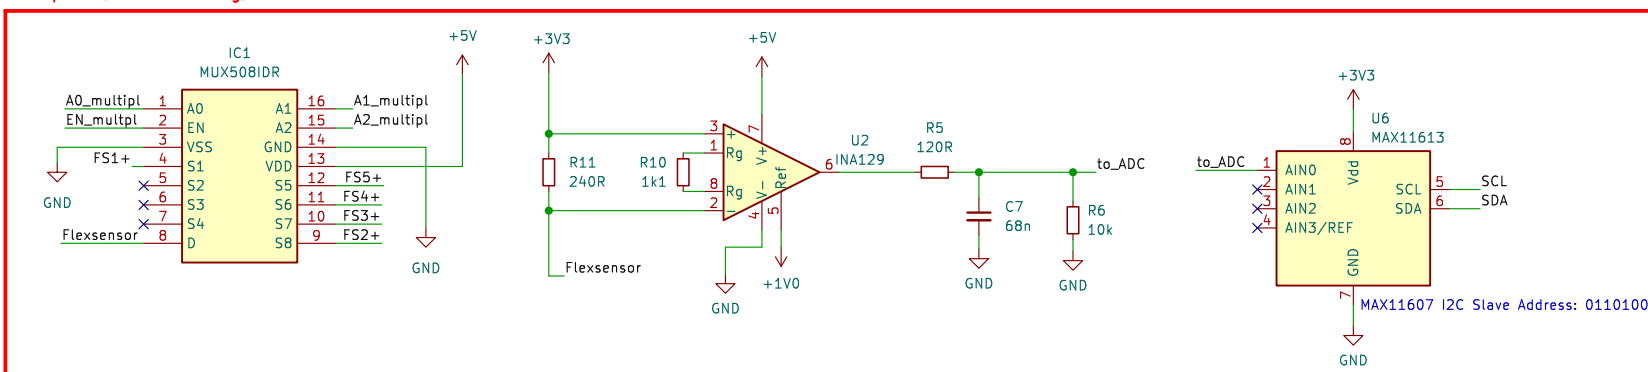 IC1
MUX508IDR
A0_multipl 1 A0
EN_multpl 2 EN
3 VSS
FS1+ 4 S1
5 S2
6 S3
7 S4
Flexsensor 8 D
A1 16 A1_multipl
A2 15 A2_multipl
GND 14
VDD 13
S5 12 FS5+
S6 11 FS4+
S7 10 FS3+
S8 9 FS2+
GND
GND
+5V
+3V3
R11
240R
Flexsensor
R10
1k1
+5V
3 +
1 Rg
8 Rg
2 -
7 V+
4 V-
5 Ref
6
U2
INA129
GND
+1V0
R5
120R
to_ADC
C7
68n
GND
R6
10k
GND
+3V3
U6
MAX11613
to_ADC 1 AIN0
2 AIN1
3 AIN2
4 AIN3/REF
8 Vdd
SCL 5 SCL
SDA 6 SDA
GND 7
MAX11607 I2C Slave Address: 0110100
GND